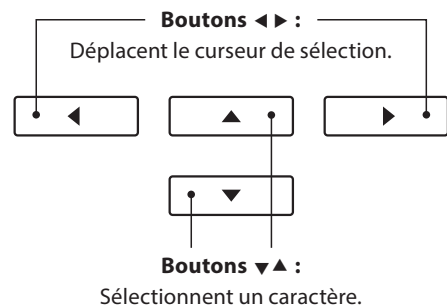 Boutons ◀ ▶ :
Déplacent le curseur de sélection.
◀
▲
▶
▼
Boutons ▼▲ :
Sélectionnent un caractère.